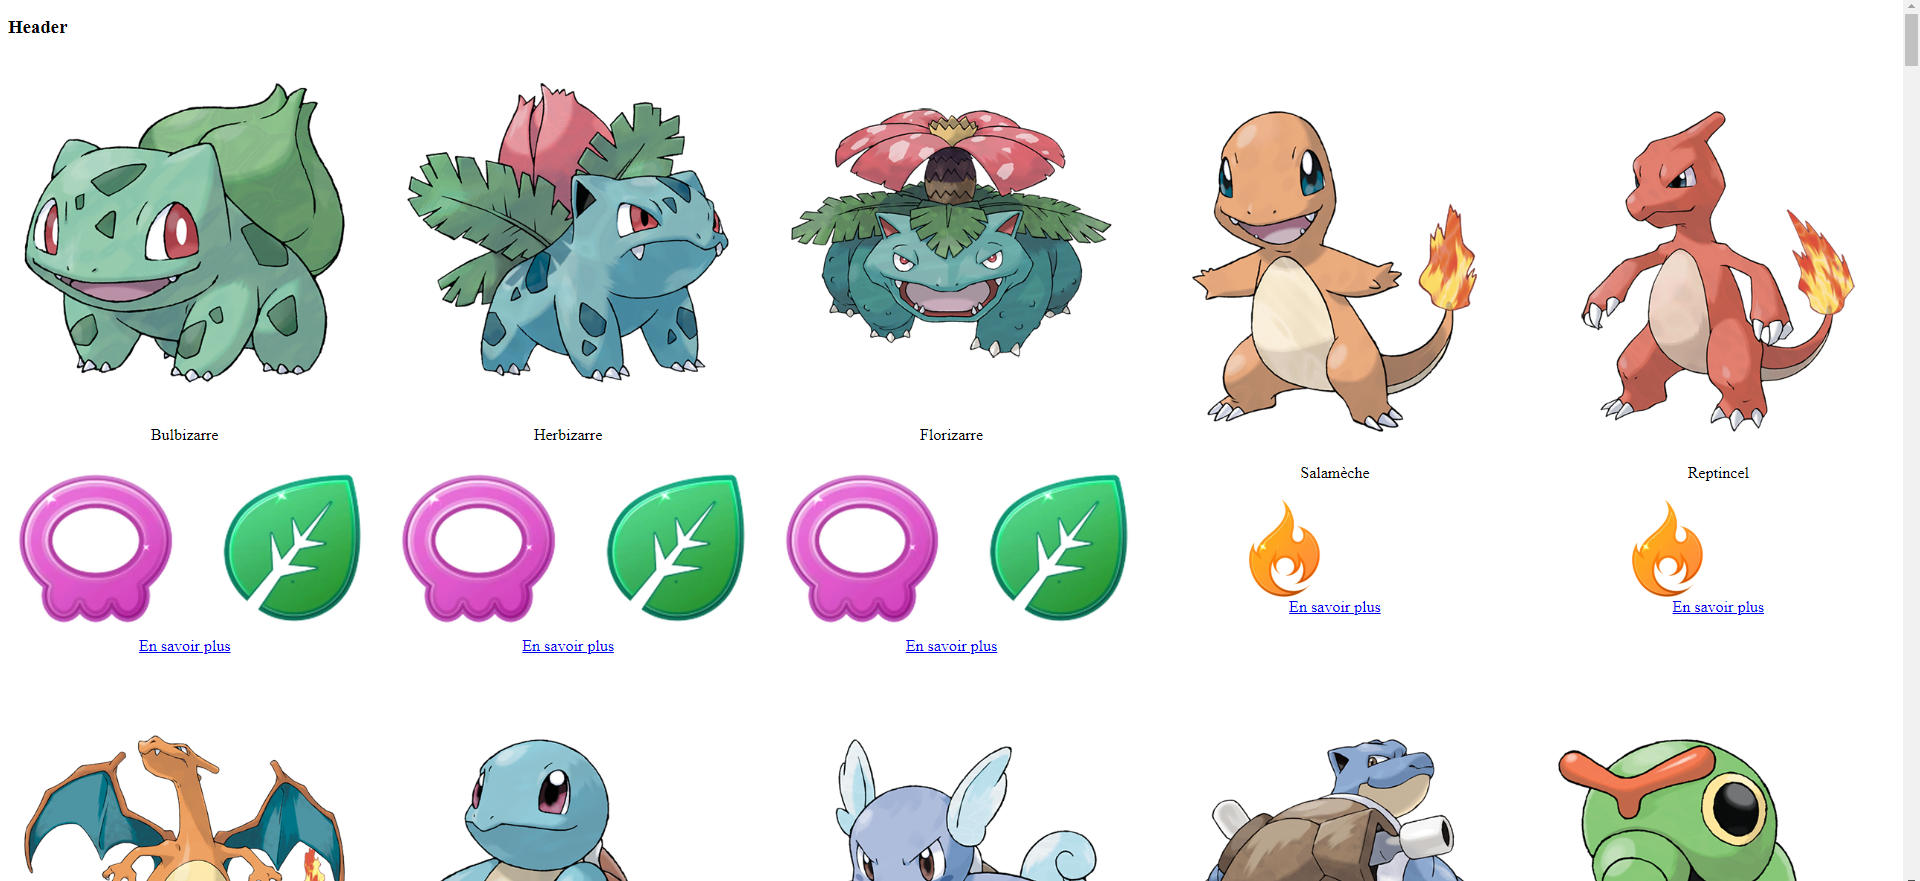 Header
Bulbizarre
Herbizarre
Florizarre
Salamèche
Reptincel
En savoir plus
En savoir plus
En savoir plus
En savoir plus
En savoir plus